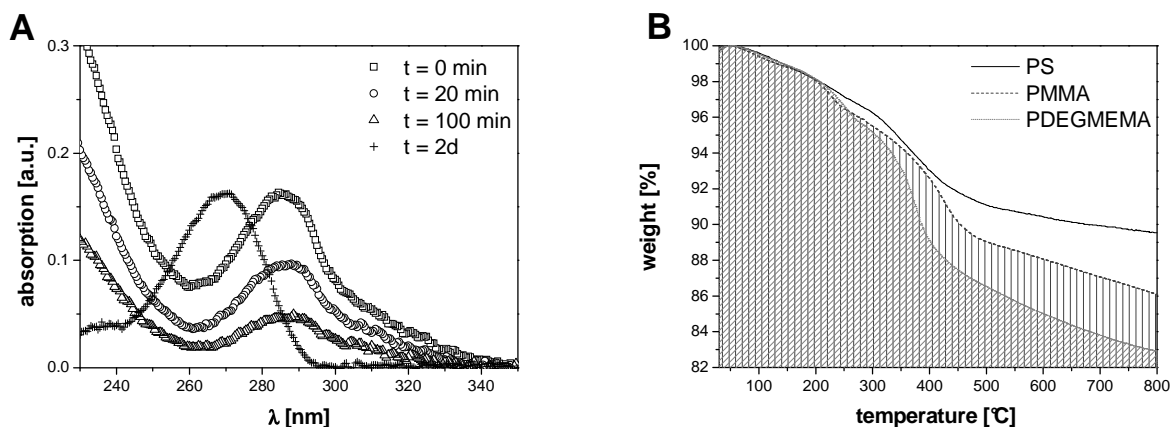 A
0.3
0.2
0.1
0.0
absorption [a.u.]
t = 0 min
t = 20 min
t = 100 min
t = 2d
240 260 280 300 320 340
λ [nm]
B
100
98
96
94
92
90
88
86
84
82
weight [%]
PS
PMMA
PDEGMEMA
100 200 300 400 500 600 700 800
temperature [°C]